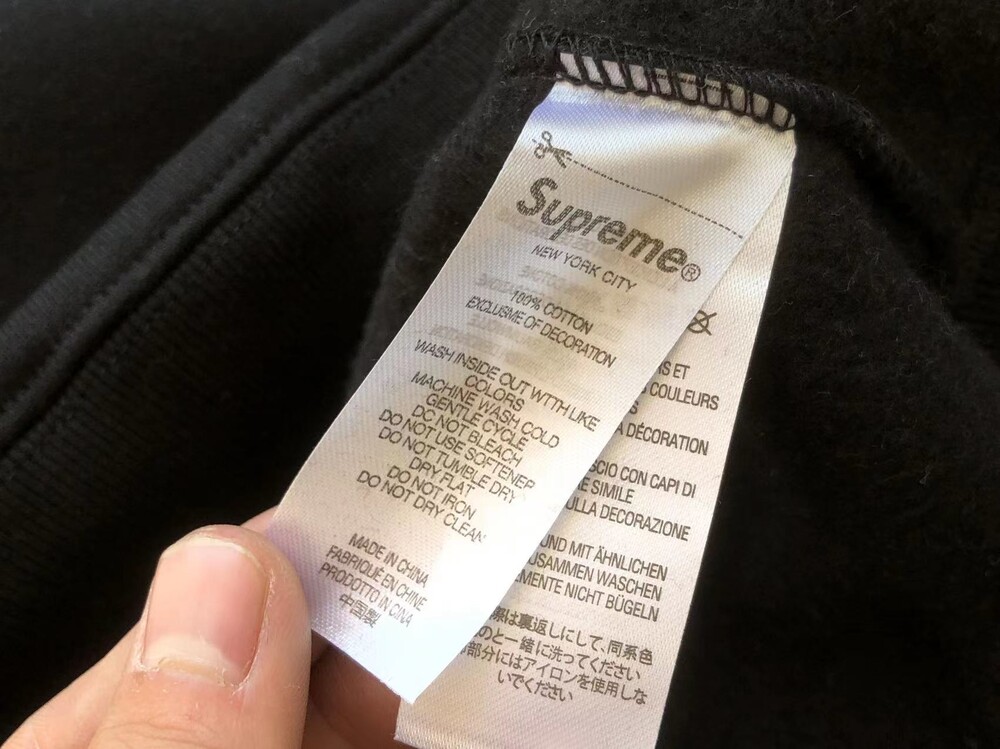 Supreme®
NEW YORK CITY
100% COTTON
EXCLUSIVE OF DECORATION
WASH INSIDE OUT WITH LIKE
COLORS
MACHINE WASH COLD
GENTLE CYCLE
DO NOT BLEACH
DO NOT USE SOFTENER
DO NOT TUMBLE DRY
DRY FLAT
DO NOT IRON
DO NOT DRY CLEAN
MADE IN CHINA
FABRIQUÉ EN CHINE
PRODOTTO IN CINA
中国製
ET
COULEURS
DÉCORATION
CON CAPI DI
SIMILE
DECORAZIONE
UND MIT ÄHNLICHEN
WASCHEN
NICHT BÜGELN
は裏返しにして、同系色
のと一緒に洗ってください
部分にはアイロンを使用しな
いでください